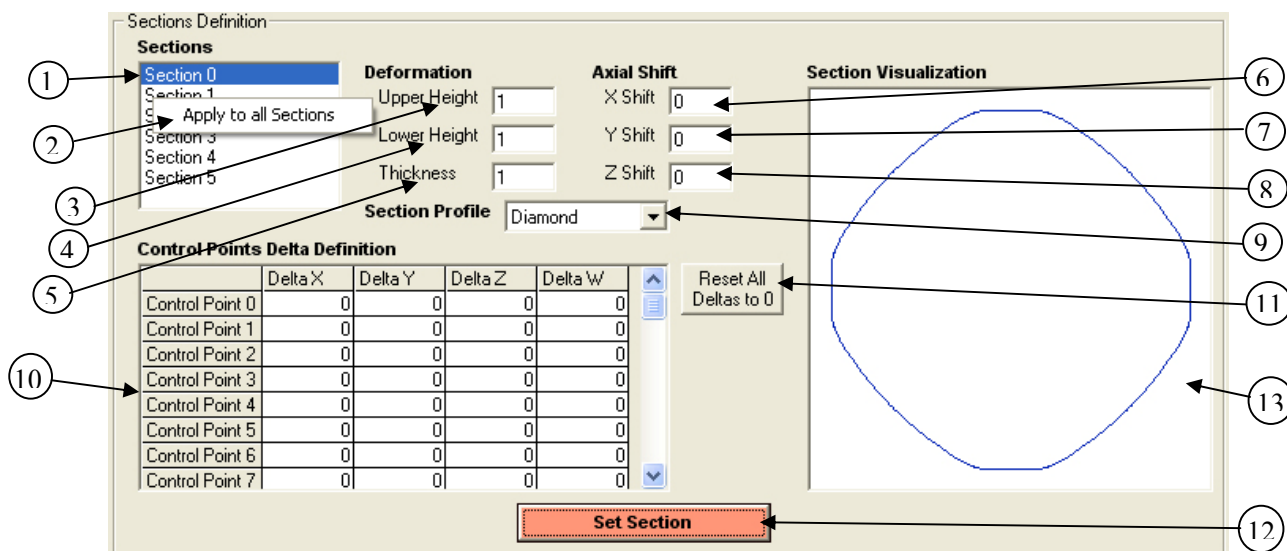 Sections Definition
Sections
Section 0
Section 1
S
Apply to all Sections
Section 3
Section 4
Section 5
Deformation
Upper Height 1
Lower Height 1
Thickness 1
Axial Shift
X Shift 0
Y Shift 0
Z Shift 0
Section Profile Diamond
Section Visualization
Control Points Delta Definition
Delta X Delta Y Delta Z Delta W
Control Point 0 0 0 0 0
Control Point 1 0 0 0 0
Control Point 2 0 0 0 0
Control Point 3 0 0 0 0
Control Point 4 0 0 0 0
Control Point 5 0 0 0 0
Control Point 6 0 0 0 0
Control Point 7 0 0 0 0
Reset All
Deltas to 0
Set Section
1
2
3
4
5
10
6
7
8
9
11
13
12